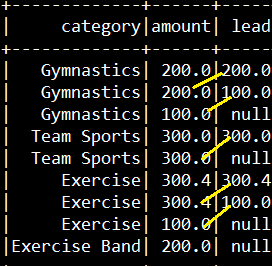 +-------------+------+-----
|     category|amount| lead
+-------------+------+-----
|   Gymnastics| 200.0|200.0
|   Gymnastics| 200.0|100.0
|   Gymnastics| 100.0| null
|  Team Sports| 300.0|300.0
|  Team Sports| 300.0| null
|     Exercise| 300.4|300.4
|     Exercise| 300.4|100.0
|     Exercise| 100.0| null
|Exercise Band| 200.0| null